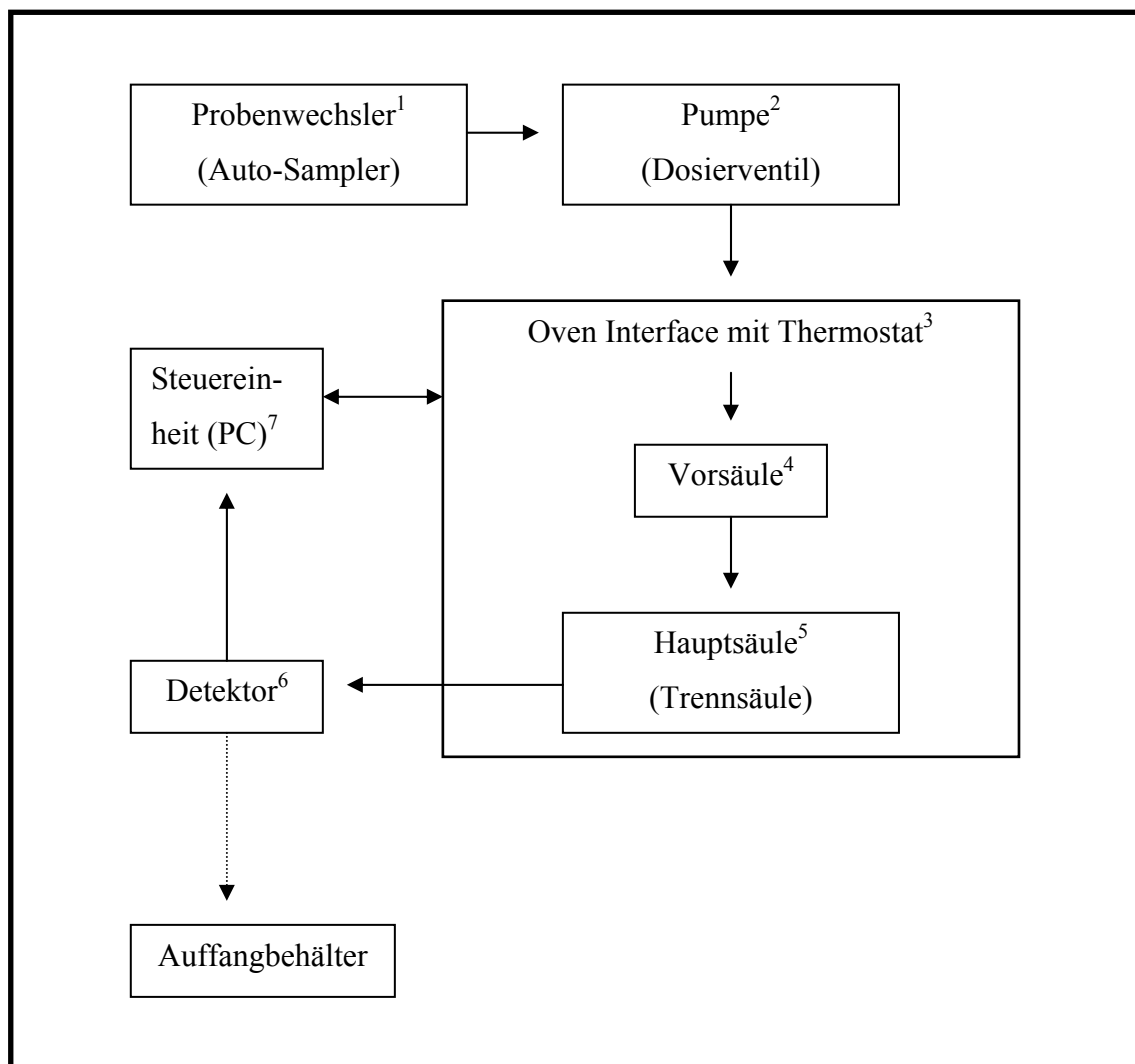 Probenwechsler¹
(Auto-Sampler)
Pumpe²
(Dosierventil)
Oven Interface mit Thermostat³
Steuerein-
heit (PC)⁷
Vorsäule⁴
Hauptsäule⁵
(Trennsäule)
Detektor⁶
Auffangbehälter